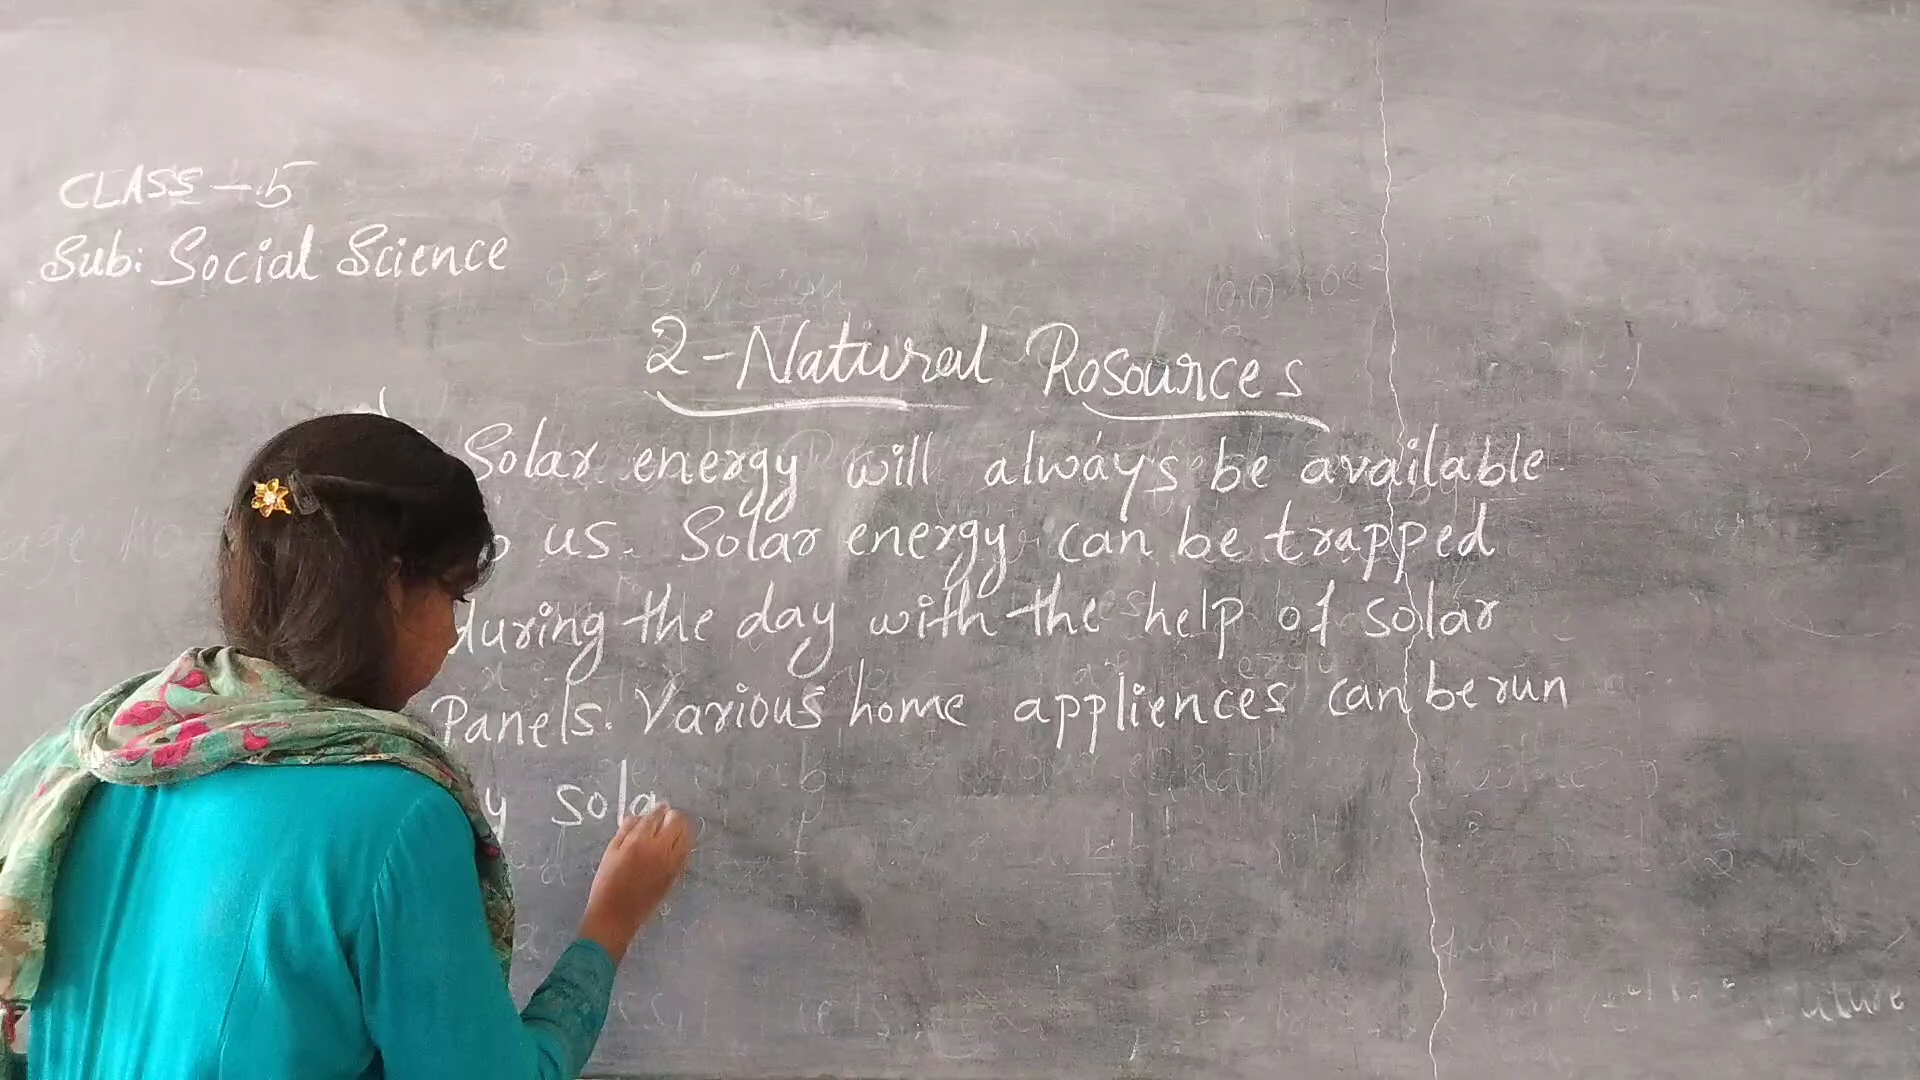 CLASS - 5
Sub: Social Science
2-Natural Rosources
Solar energy will always be available
us. Solar energy can be trapped
during the day with the help of solar
Panels. Various home appliences can be run
y sola